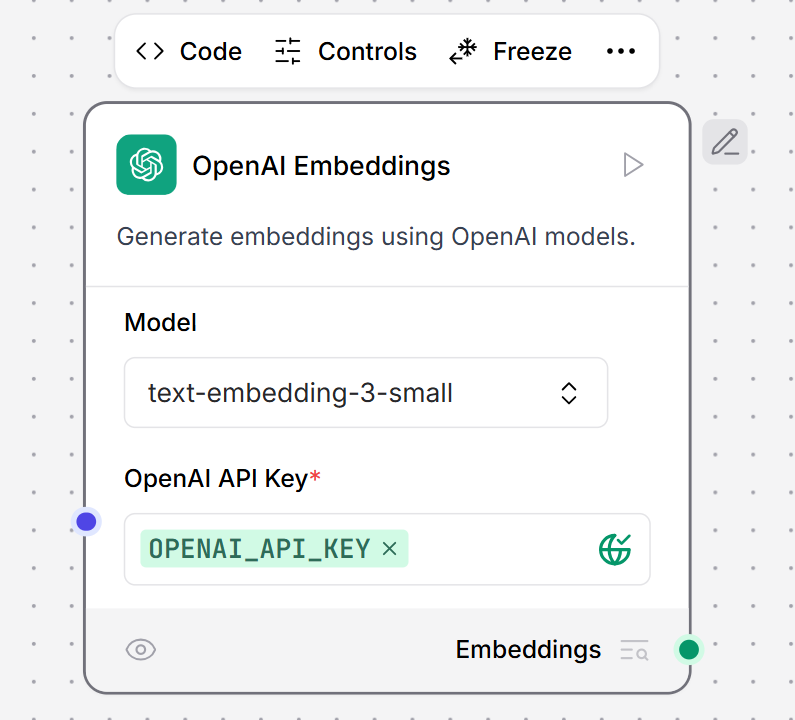 Code Controls Freeze
OpenAI Embeddings
Generate embeddings using OpenAI models.
Model
text-embedding-3-small
OpenAI API Key*
OPENAI_API_KEY
Embeddings